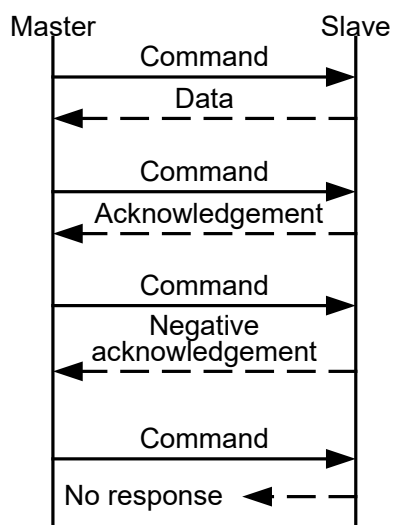 Master Slave
Command
Data
Command
Acknowledgement
Command
Negative
acknowledgement
Command
No response